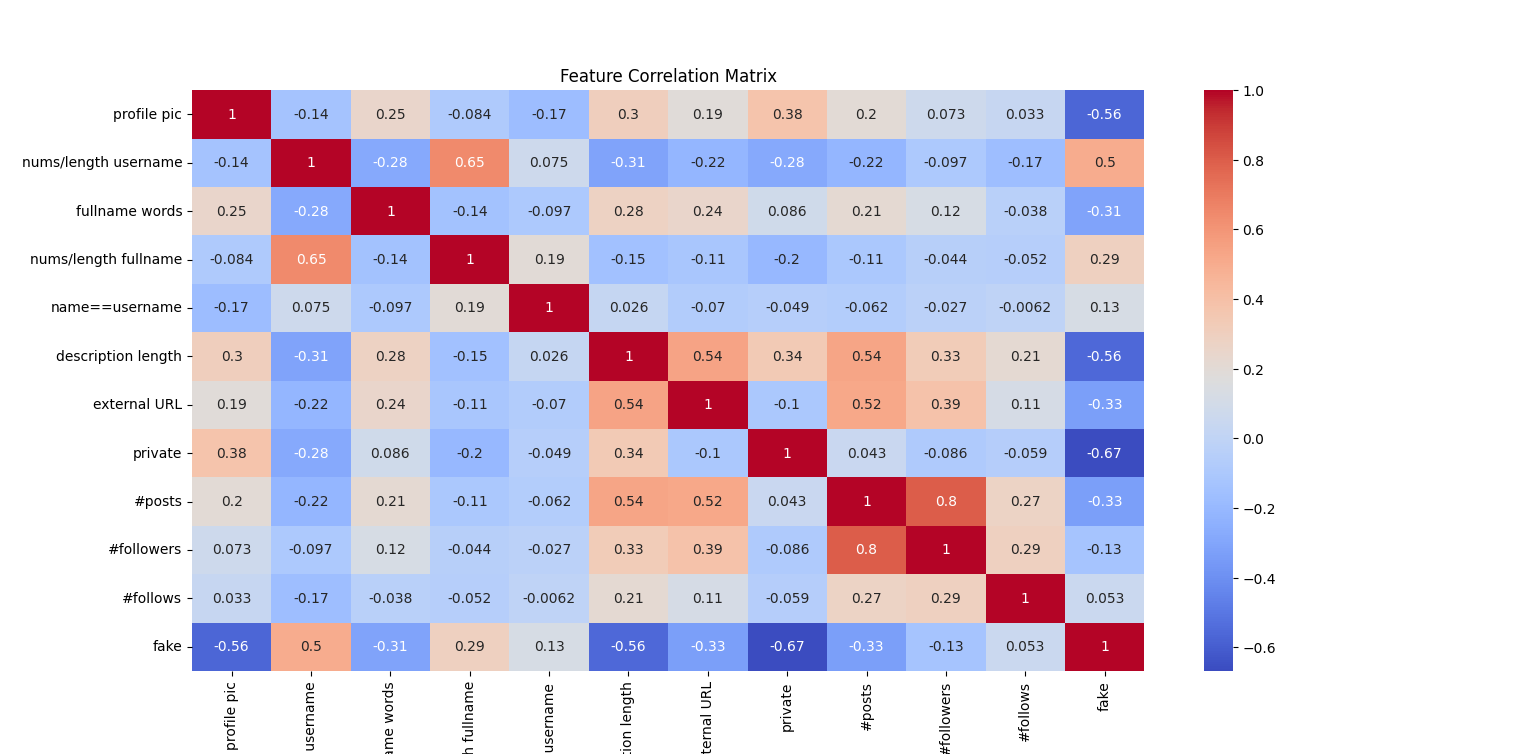 Feature Correlation Matrix
profile pic 1 -0.14 0.25 -0.084 -0.17 0.3 0.19 0.38 0.2 0.073 0.033 -0.56
nums/length username -0.14 1 -0.28 0.65 0.075 -0.31 -0.22 -0.28 -0.22 -0.097 -0.17 0.5
fullname words 0.25 -0.28 1 -0.14 -0.097 0.28 0.24 0.086 0.21 0.12 -0.038 -0.31
nums/length fullname -0.084 0.65 -0.14 1 0.19 -0.15 -0.11 -0.2 -0.11 -0.044 -0.052 0.29
name==username -0.17 0.075 -0.097 0.19 1 0.026 -0.07 -0.049 -0.062 -0.027 -0.0062 0.13
description length 0.3 -0.31 0.28 -0.15 0.026 1 0.54 0.34 0.54 0.33 0.21 -0.56
external URL 0.19 -0.22 0.24 -0.11 -0.07 0.54 1 -0.1 0.52 0.39 0.11 -0.33
private 0.38 -0.28 0.086 -0.2 -0.049 0.34 -0.1 1 0.043 -0.086 -0.059 -0.67
#posts 0.2 -0.22 0.21 -0.11 -0.062 0.54 0.52 0.043 1 0.8 0.27 -0.33
#followers 0.073 -0.097 0.12 -0.044 -0.027 0.33 0.39 -0.086 0.8 1 0.29 -0.13
#follows 0.033 -0.17 -0.038 -0.052 -0.0062 0.21 0.11 -0.059 0.27 0.29 1 0.053
fake -0.56 0.5 -0.31 0.29 0.13 -0.56 -0.33 -0.67 -0.33 -0.13 0.053 1
profile pic
username
ame words
h fullname
username
tion length
ternal URL
private
#posts
#followers
#follows
fake
1.0
0.8
0.6
0.4
0.2
0.0
−0.2
−0.4
−0.6